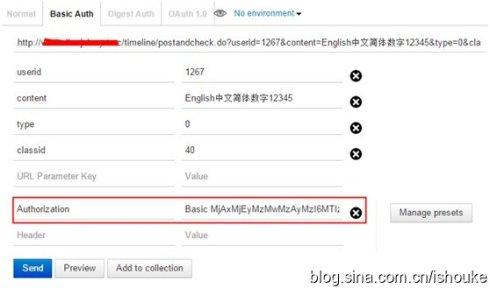 Normal Basic Auth Digest Auth OAuth 1.0 No environment
http:// /timeline/postandcheck.do?userid=1267&content=English中文简体数字12345&type=0&cla
userid 1267
content English中文简体数字12345
type 0
classid 40
URL Parameter Key Value
Authorization Basic MjAxMjEyMzMwMzAyMzI6MTIz
Manage presets
Header Value
Send Preview Add to collection
blog.sina.com.cn/ishouke